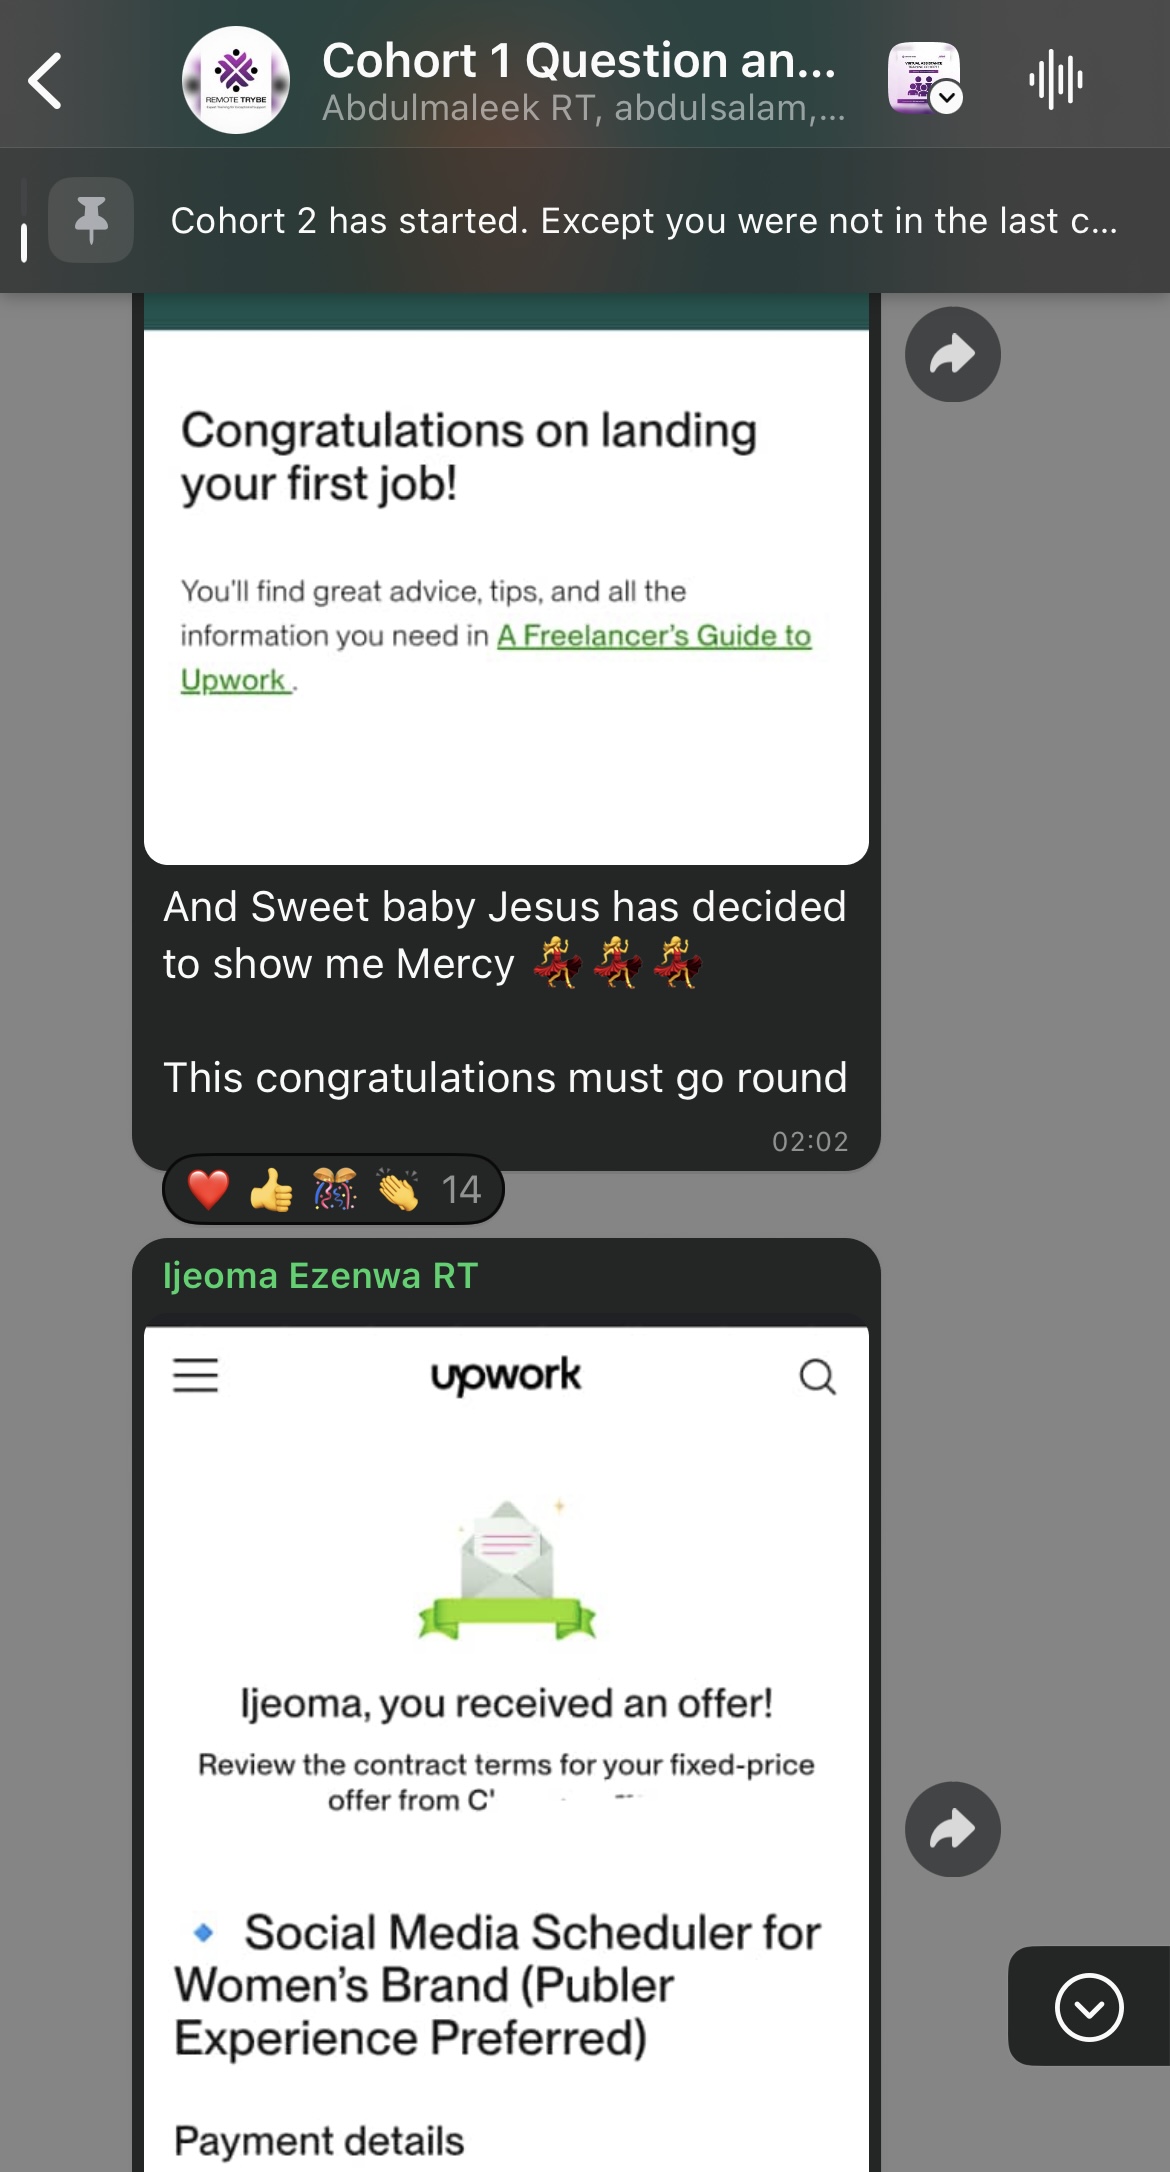 Cohort 1 Question an...
Abdulmaleek RT, abdulsalam,...
REMOTE TRYBE
Cohort 2 has started. Except you were not in the last c...
Congratulations on landing
your first job!
You'll find great advice, tips, and all the
information you need in A Freelancer's Guide to
Upwork .
And Sweet baby Jesus has decided
to show me Mercy 💃💃💃
This congratulations must go round
02:02
❤️👍🎊👏 14
Ijeoma Ezenwa RT
upwork
Ijeoma, you received an offer!
Review the contract terms for your fixed-price
offer from C'
🔹 Social Media Scheduler for
Women's Brand (Publer
Experience Preferred)
Payment details